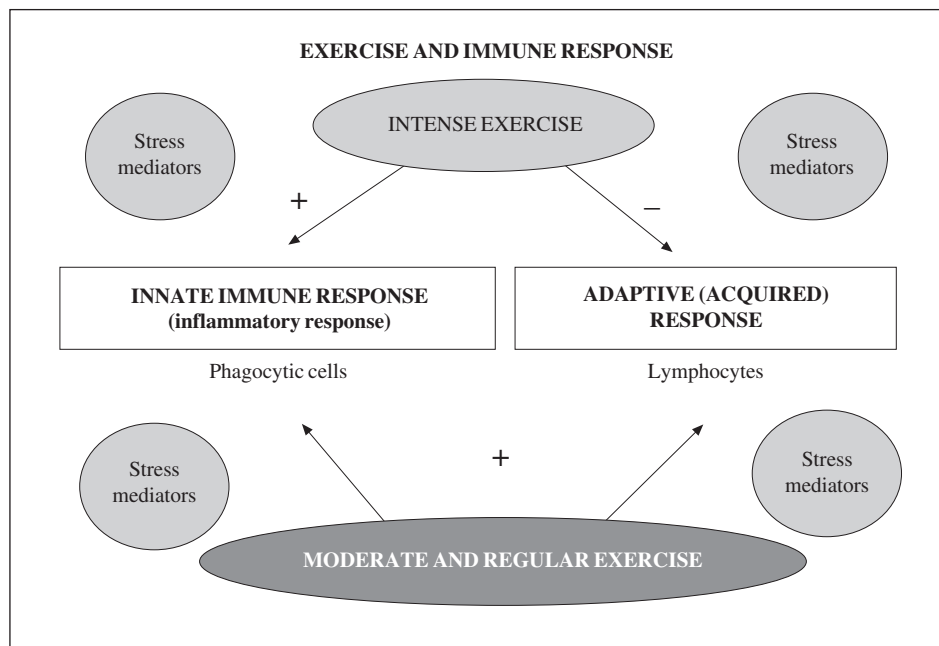 EXERCISE AND IMMUNE RESPONSE
INTENSE EXERCISE
Stress
mediators
Stress
mediators
+
–
INNATE IMMUNE RESPONSE
(inflammatory response)
ADAPTIVE (ACQUIRED)
RESPONSE
Phagocytic cells
Lymphocytes
Stress
mediators
+
Stress
mediators
MODERATE AND REGULAR EXERCISE